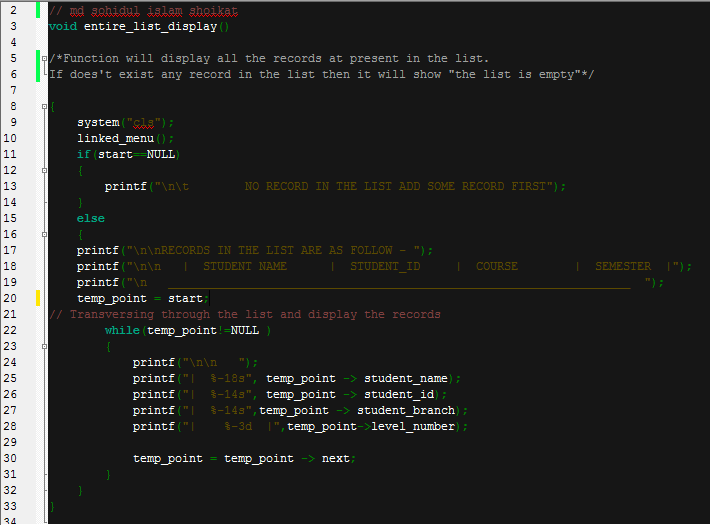 2 // md sohidul islam shoikat
3 void entire_list_display()
4
5 /*Function will display all the records at present in the list.
6 If does't exist any record in the list then it will show "the list is empty"*/
7
8 {
9 system("cls");
10 linked_menu();
11 if(start==NULL)
12 {
13 printf("\n\t        NO RECORD IN THE LIST ADD SOME RECORD FIRST");
14 }
15 else
16 {
17 printf("\n\nRECORDS IN THE LIST ARE AS FOLLOW - ");
18 printf("\n\n   |  STUDENT NAME      |  STUDENT_ID     |  COURSE        |  SEMESTER  |");
19 printf("\n   __________________________________________________________________  ");
20 temp_point = start;
21 // Transversing through the list and display the records
22 while(temp_point!=NULL )
23 {
24 printf("\n\n   ");
25 printf("|  %-18s", temp_point -> student_name);
26 printf("|  %-14s", temp_point -> student_id);
27 printf("|  %-14s",temp_point -> student_branch);
28 printf("|    %-3d  |",temp_point->level_number);
29
30 temp_point = temp_point -> next;
31 }
32 }
33 }
34